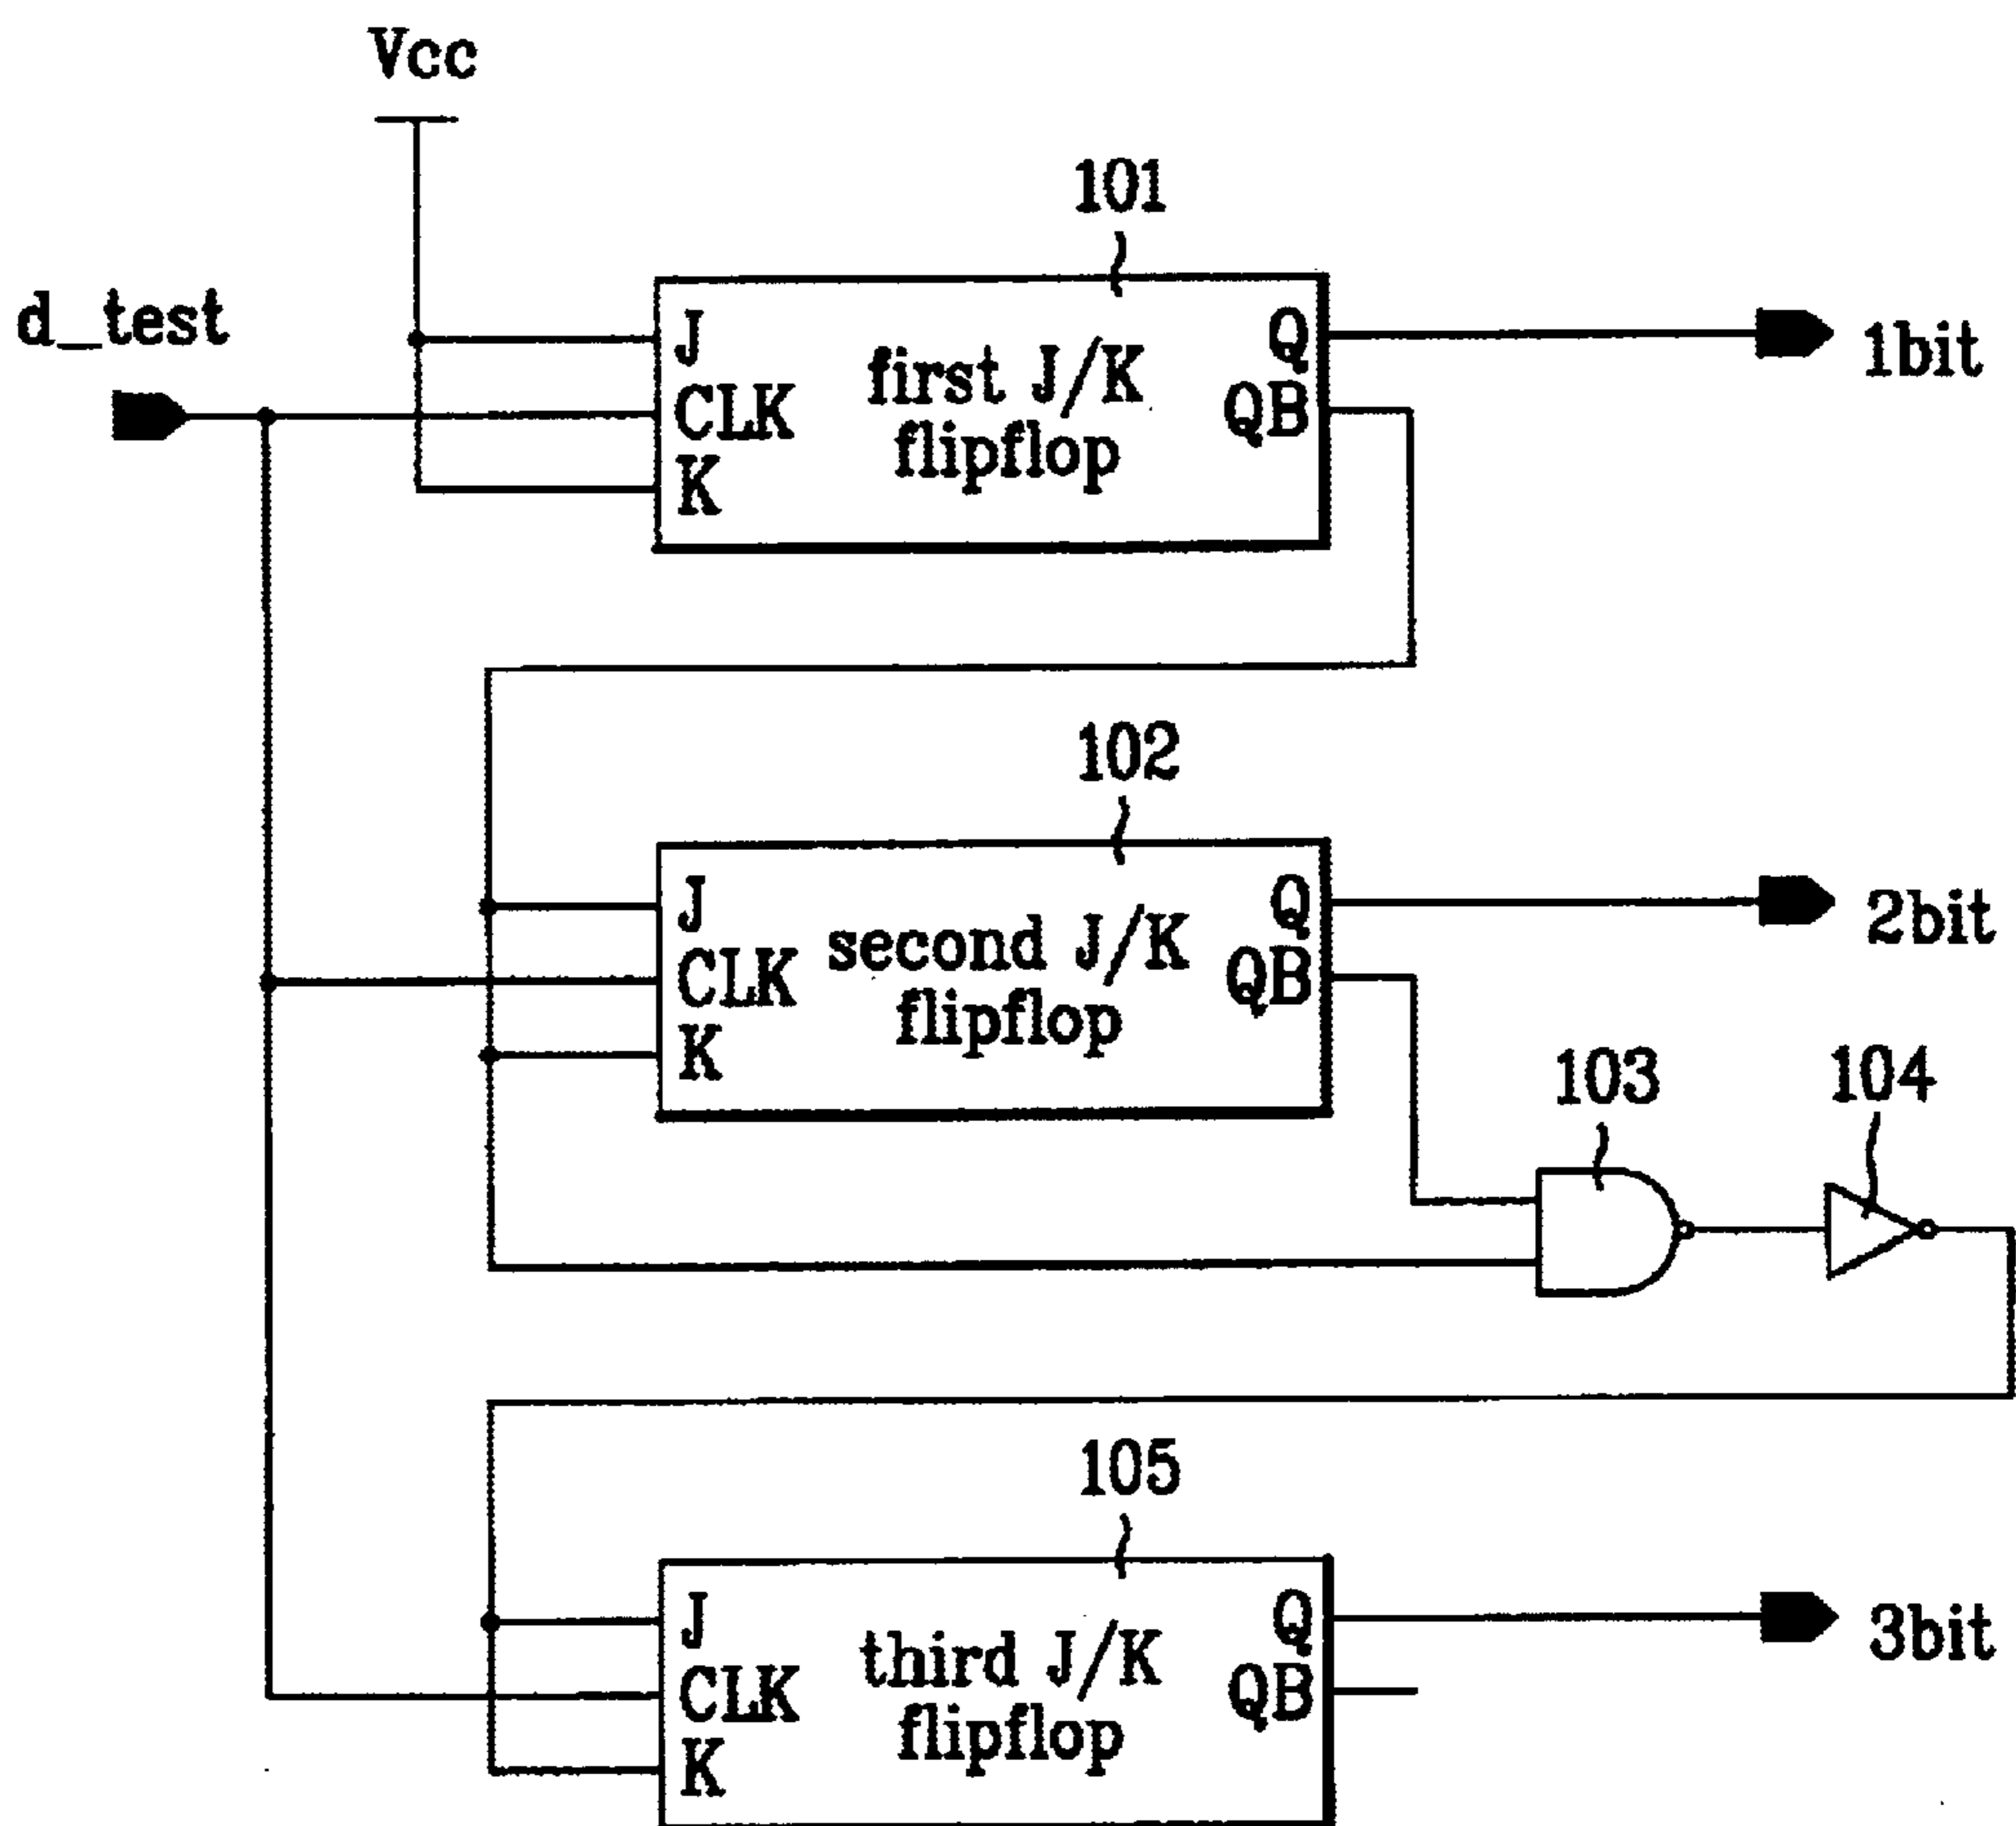 Vcc
101
d_test
J
CLK
K
first J/K
flipflop
Q
QB
1bit
102
J
CLK
K
second J/K
flipflop
Q
QB
2bit
103
104
105
J
CLK
K
third J/K
flipflop
Q
QB
3bit